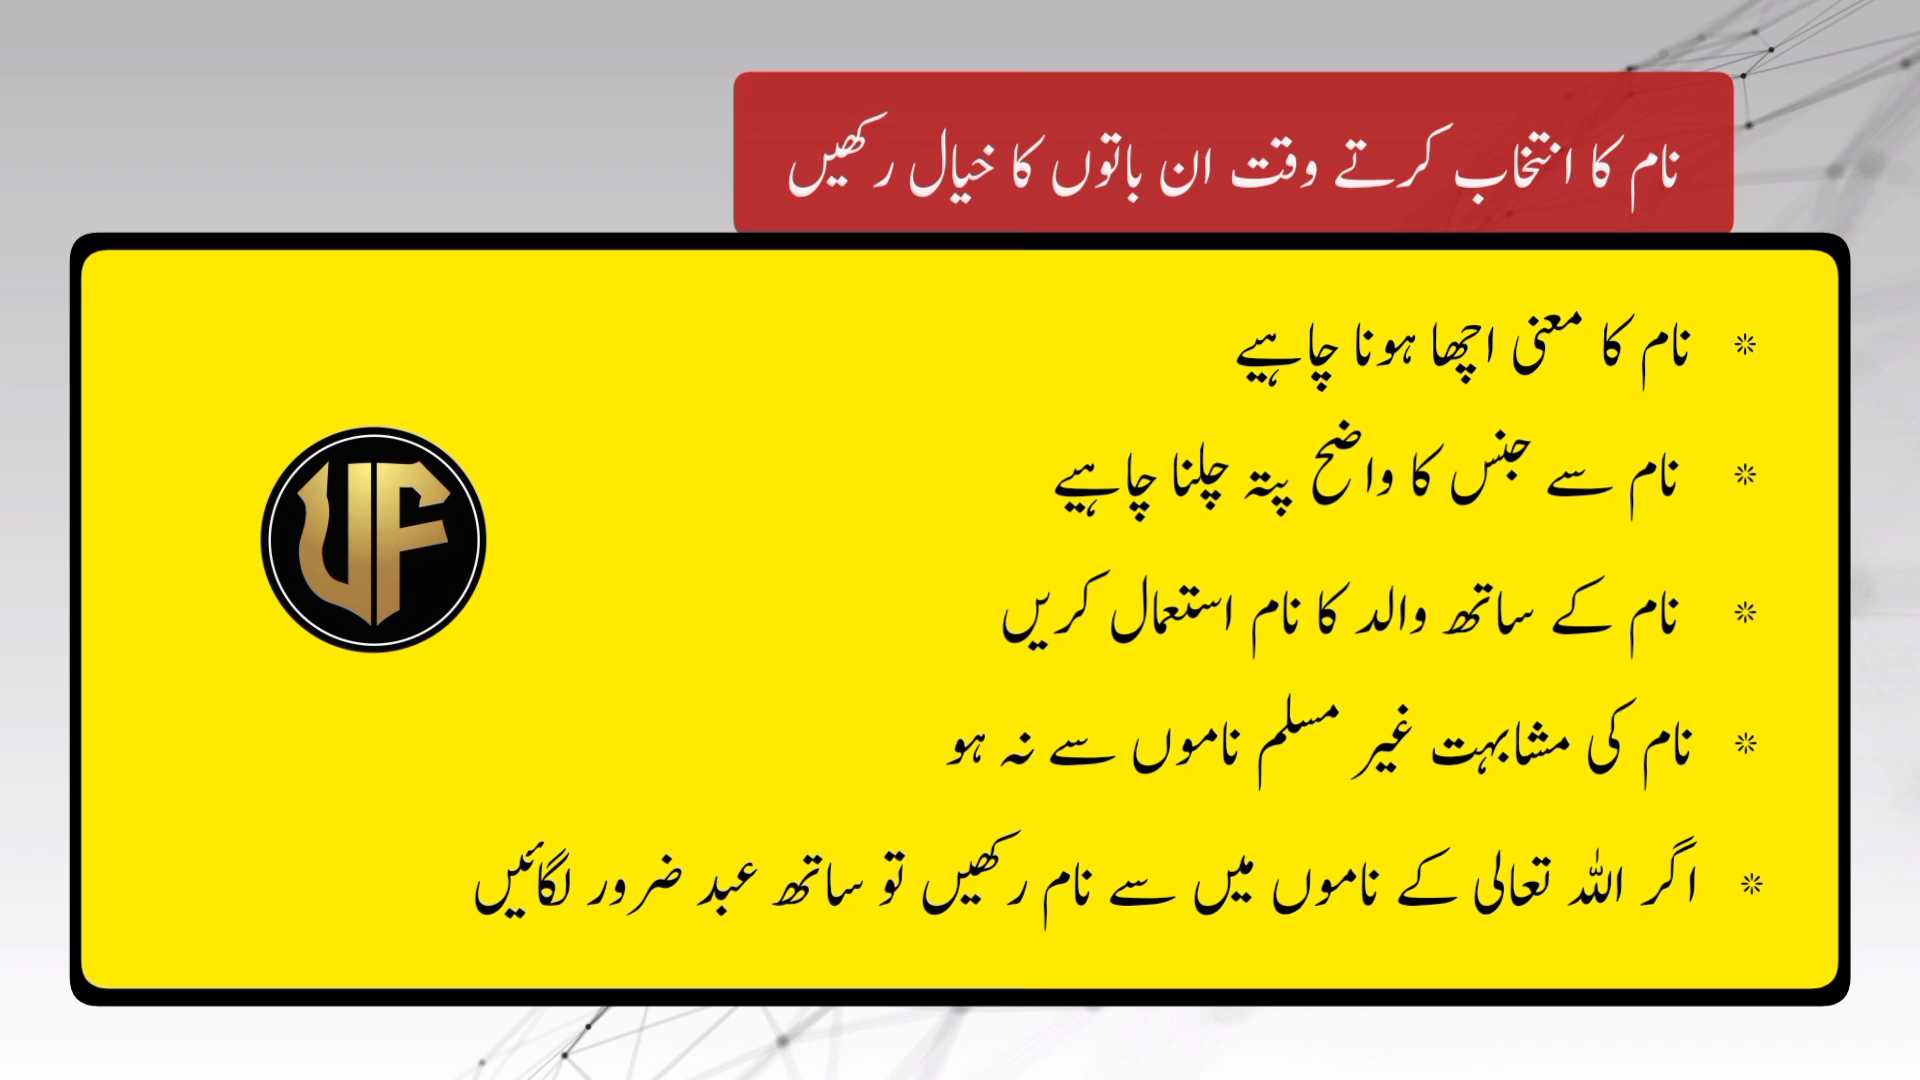 نام کا انتخاب کرتے وقت ان باتوں کا خیال رکھیں
* نام کا معنی اچھا ہونا چاہیے
* نام سے جنس کا واضح پتہ چلنا چاہیے
* نام کے ساتھ والد کا نام استعمال کریں
* نام کی مشابہت غیر مسلم ناموں سے نہ ہو
* اگر اللہ تعالی کے ناموں میں سے نام رکھیں تو ساتھ عبد ضرور لگائیں
UF